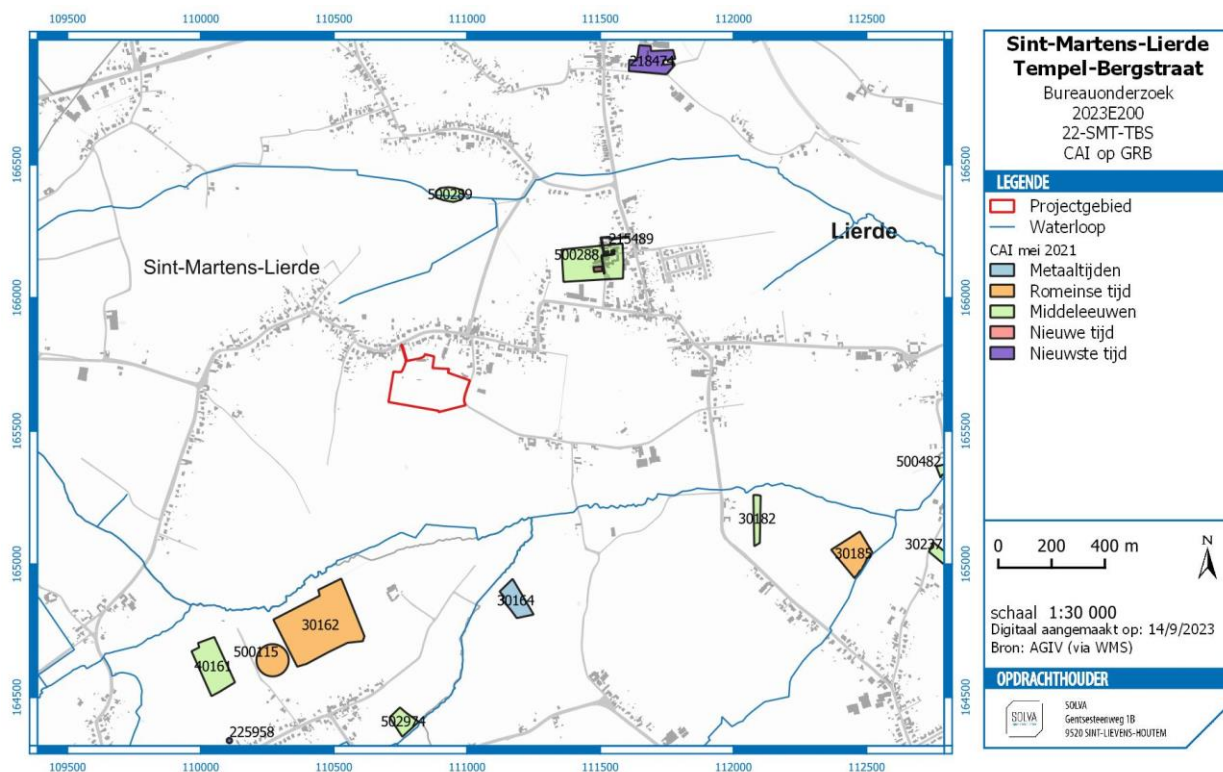 109500 110000 110500 111000 111500 112000 112500
166500 166000 165500 165000 164500
218474
500289
215489
500288
Lierde
Sint-Martens-Lierde
500482
30182
30185
30237
30164
30162
500115
40161
502974
225958
166500 166000 165500 165000 164500
109500 110000 110500 111000 111500 112000 112500
Sint-Martens-Lierde
Tempel-Bergstraat
Bureauonderzoek
2023E200
22-SMT-TBS
CAI op GRB
LEGENDE
Projectgebied
Waterloop
CAI mei 2021
Metaaltijden
Romeinse tijd
Middeleeuwen
Nieuwe tijd
Nieuwste tijd
0 200 400 m
N
schaal 1:30 000
Digitaal aangemaakt op: 14/9/2023
Bron: AGIV (via WMS)
OPDRACHTHOUDER
SOLVA
SOLVA
Gentsesteenweg 1B
9520 SINT-LIEVENS-HOUTEM